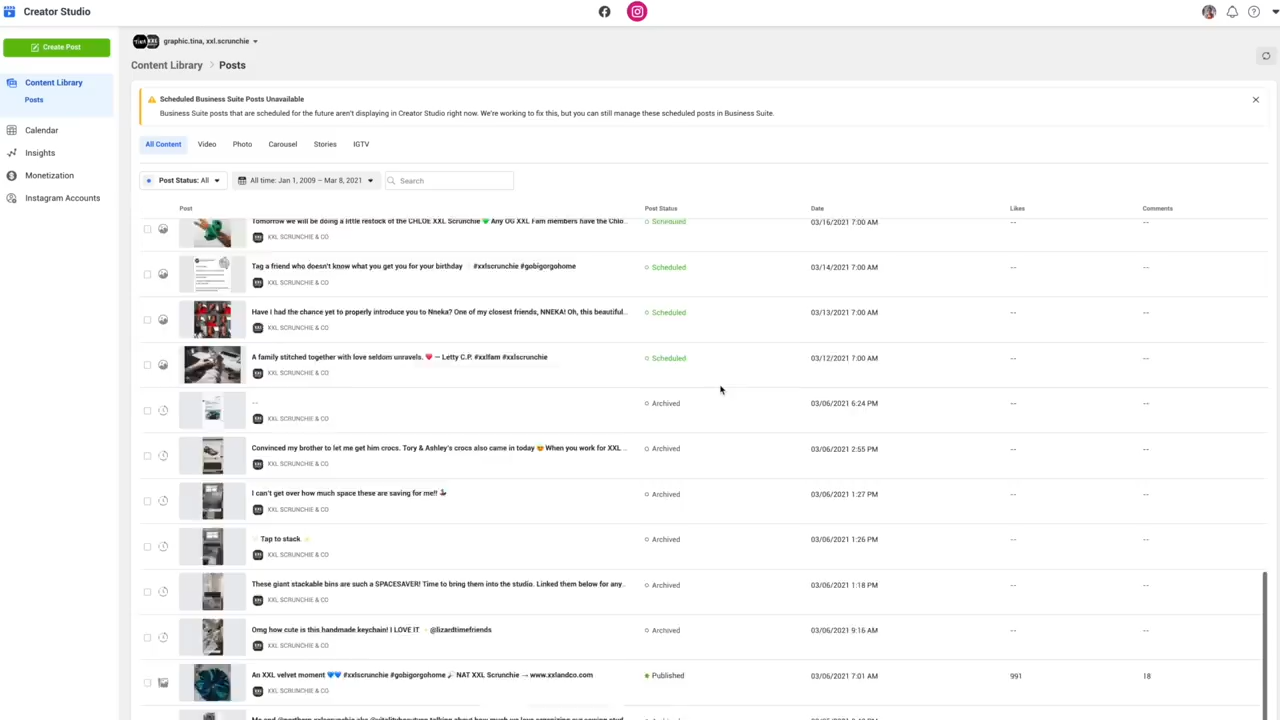 Creator Studio
Create Post
Content Library
Posts
Calendar
Insights
Monetization
Instagram Accounts
graphic.tina, xxl.scrunchie
Content Library > Posts
Scheduled Business Suite Posts Unavailable
Business Suite posts that are scheduled for the future aren't displaying in Creator Studio right now. We're working to fix this, but you can still manage these scheduled posts in Business Suite.
All Content Video Photo Carousel Stories IGTV
Post Status: All All time: Jan 1, 2009 – Mar 8, 2021 Search
Post Post Status Date Likes Comments
Tomorrow we will be doing a little restock of the CHLOE XXL Scrunchie 💚 Any OG XXL Fam members have the Chlo... Scheduled 03/16/2021 7:00 AM -- --
XXL SCRUNCHIE & CO
Tag a friend who doesn't know what you get you for your birthday #xxlscrunchie #gobigorgohome Scheduled 03/14/2021 7:00 AM -- --
XXL SCRUNCHIE & CO
Have I had the chance yet to properly introduce you to Nneka? One of my closest friends, NNEKA! Oh, this beautiful... Scheduled 03/13/2021 7:00 AM -- --
XXL SCRUNCHIE & CO
A family stitched together with love seldom unravels. ❤️ — Letty C.P. #xxlfam #xxlscrunchie Scheduled 03/12/2021 7:00 AM -- --
XXL SCRUNCHIE & CO
-- Archived 03/06/2021 6:24 PM -- --
XXL SCRUNCHIE & CO
Convinced my brother to let me get him crocs. Tory & Ashley's crocs also came in today 😍 When you work for XXL ... Archived 03/06/2021 2:55 PM -- --
XXL SCRUNCHIE & CO
I can't get over how much space these are saving for me!! Archived 03/06/2021 1:27 PM -- --
XXL SCRUNCHIE & CO
Tap to stack Archived 03/06/2021 1:26 PM -- --
XXL SCRUNCHIE & CO
These giant stackable bins are such a SPACESAVER! Time to bring them into the studio. Linked them below for any... Archived 03/06/2021 1:18 PM -- --
XXL SCRUNCHIE & CO
Omg how cute is this handmade keychain! I LOVE IT @lizardtimefriends Archived 03/06/2021 9:16 AM -- --
XXL SCRUNCHIE & CO
An XXL velvet moment 💙💙 #xxlscrunchie #gobigorgohome NAT XXL Scrunchie → www.xxlandco.com Published 03/06/2021 7:01 AM 991 18
XXL SCRUNCHIE & CO